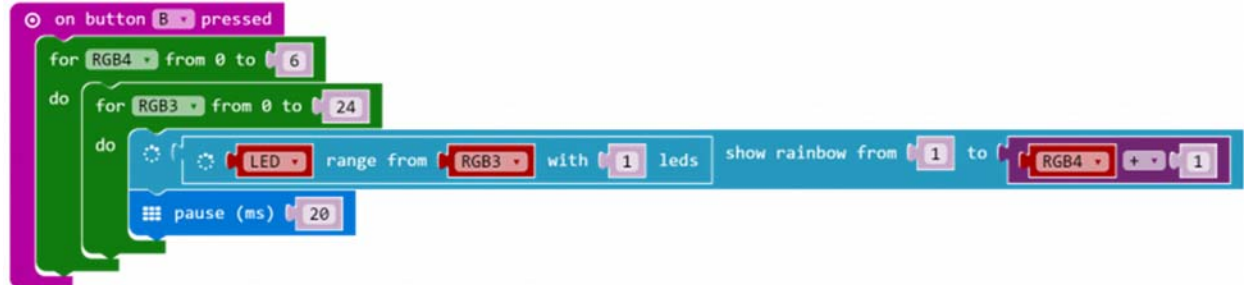 on button B pressed
for RGB4 from 0 to 6
do for RGB3 from 0 to 24
do LED range from RGB3 with 1 leds show rainbow from 1 to RGB4 + 1
pause (ms) 20